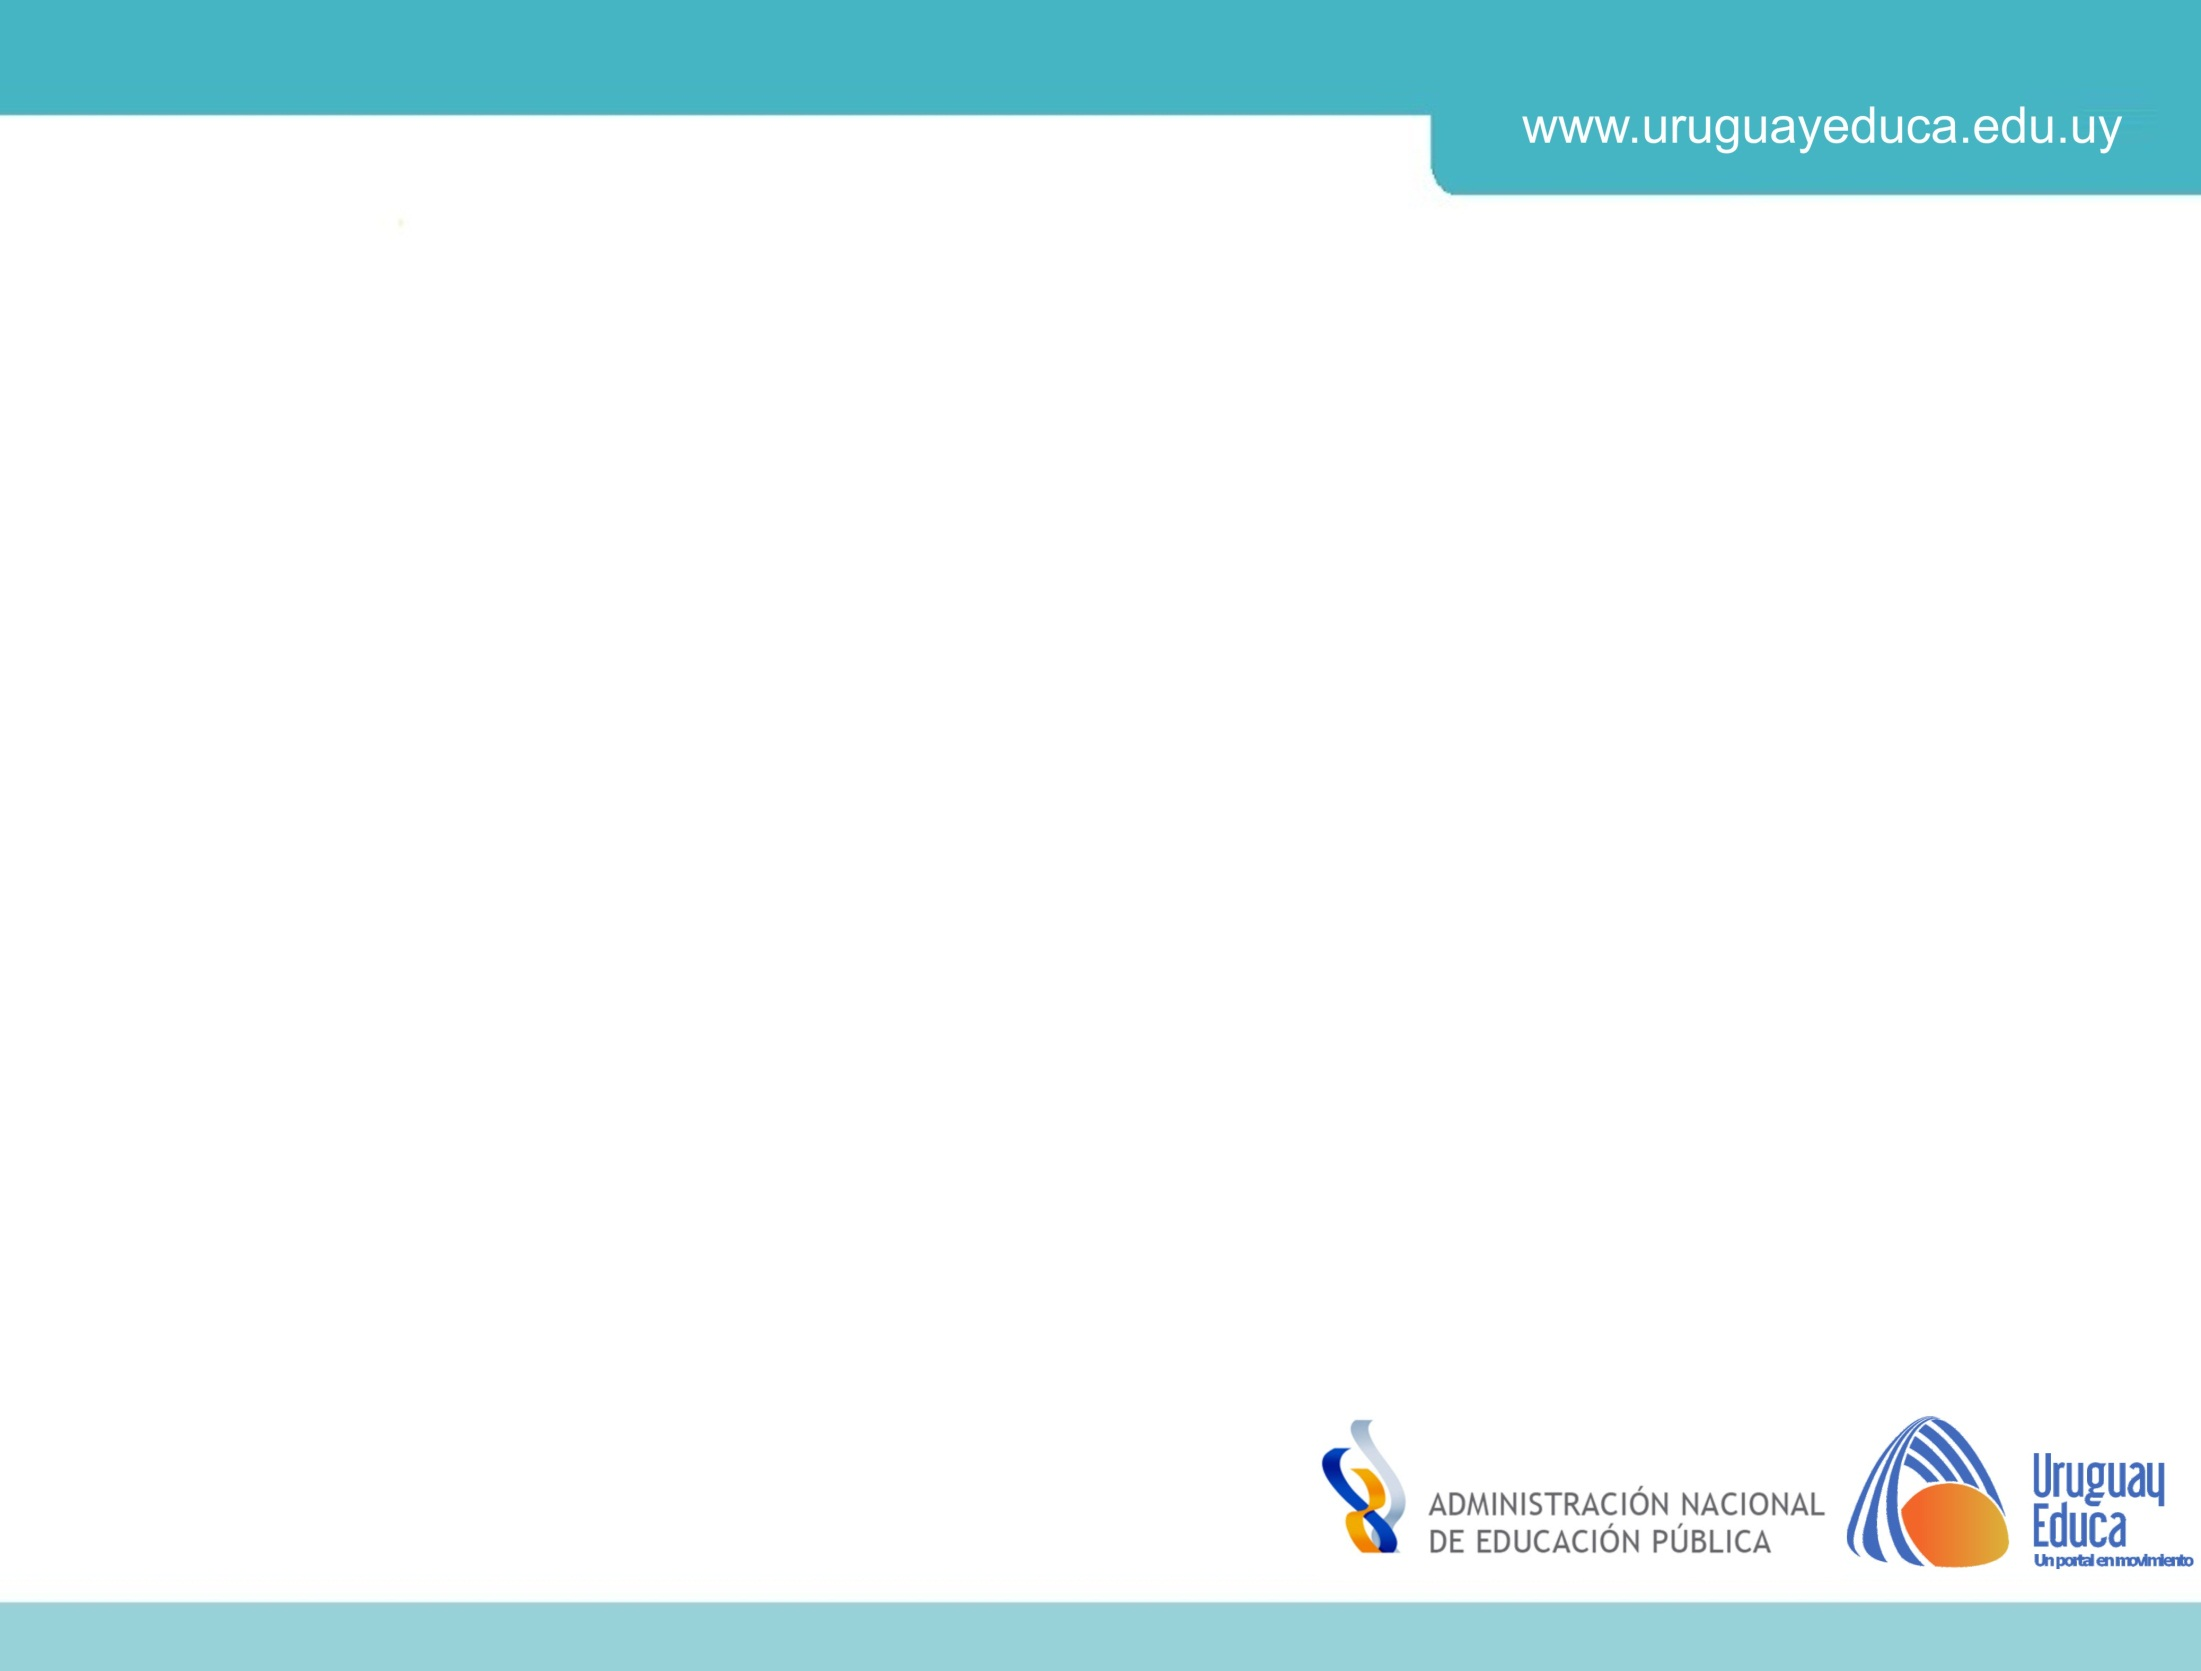 www.uruguayeduca.edu.uy
ADMINISTRACIÓN NACIONAL
DE EDUCACIÓN PÚBLICA
Uruguay
Educa
Un portal en movimiento